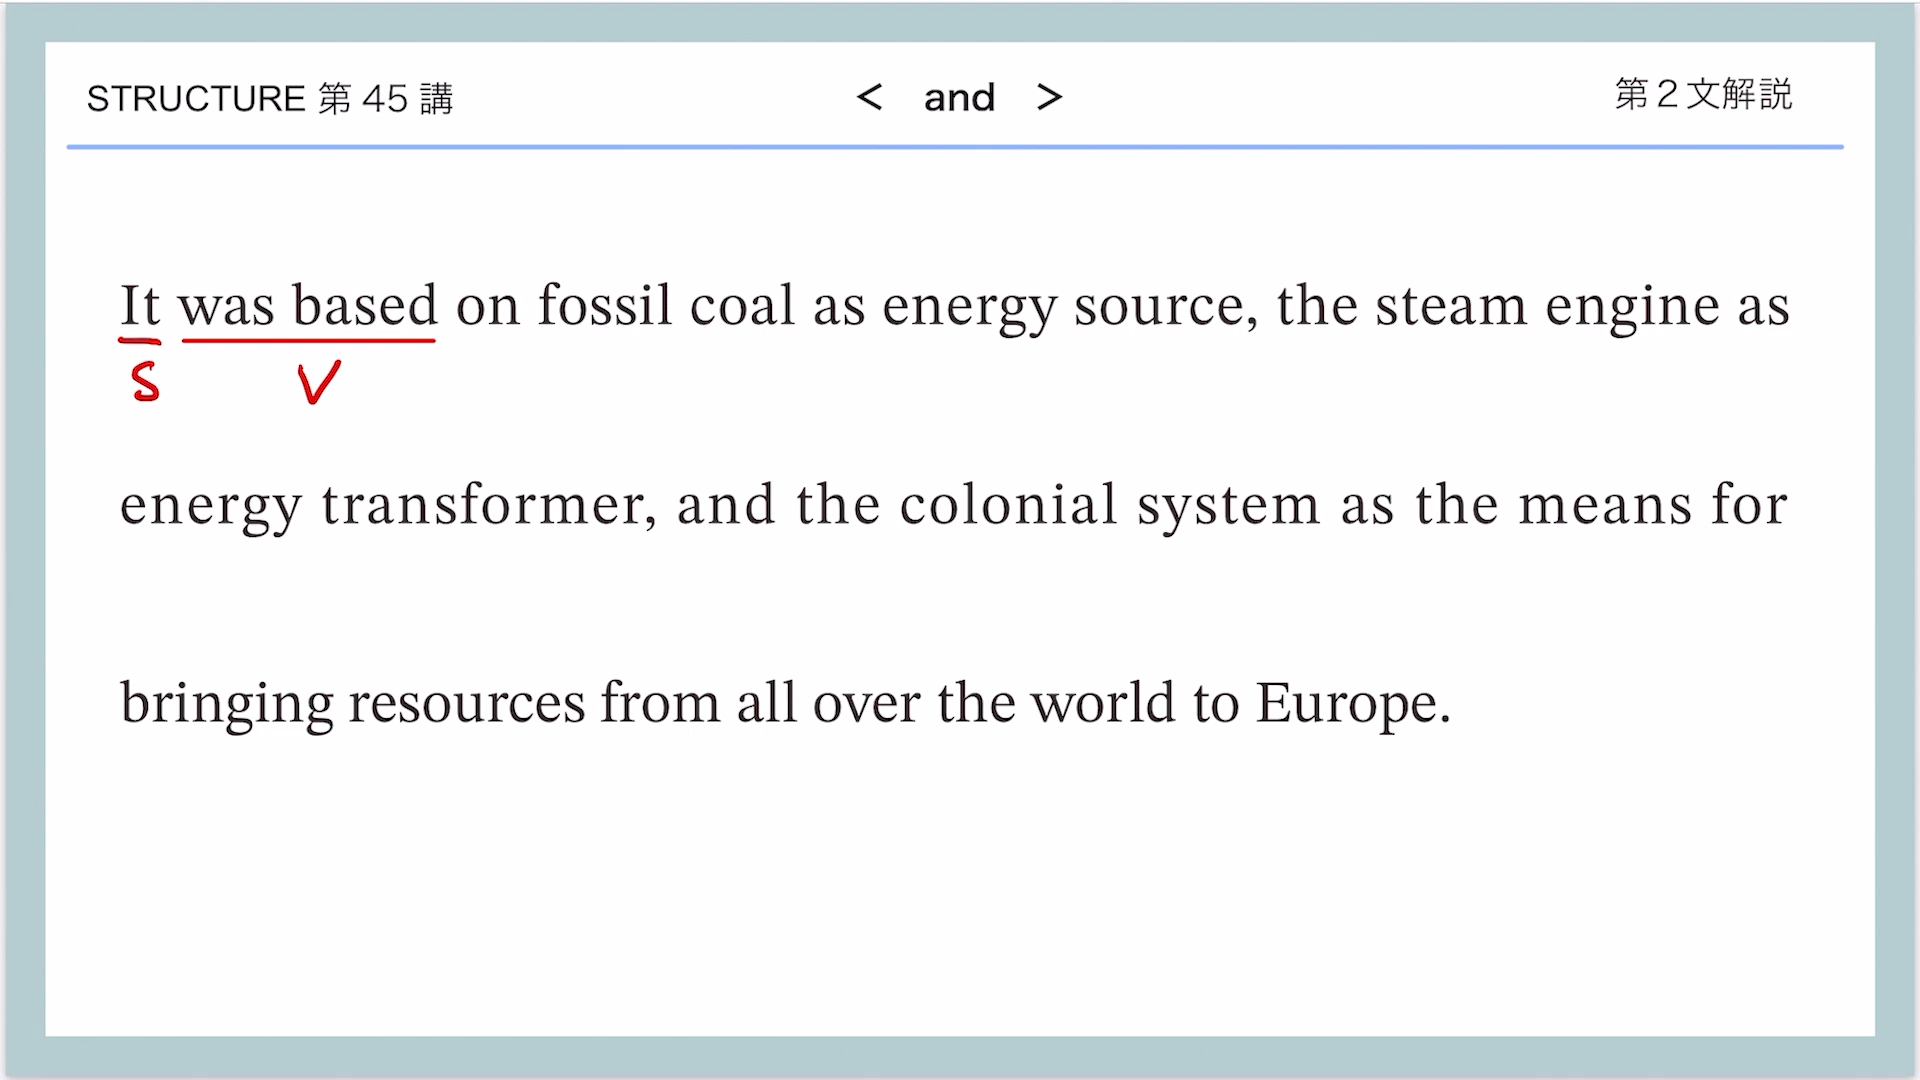 STRUCTURE 第 45 講 < and > 第２文解説
It was based on fossil coal as energy source, the steam engine as
S V
energy transformer, and the colonial system as the means for
bringing resources from all over the world to Europe.